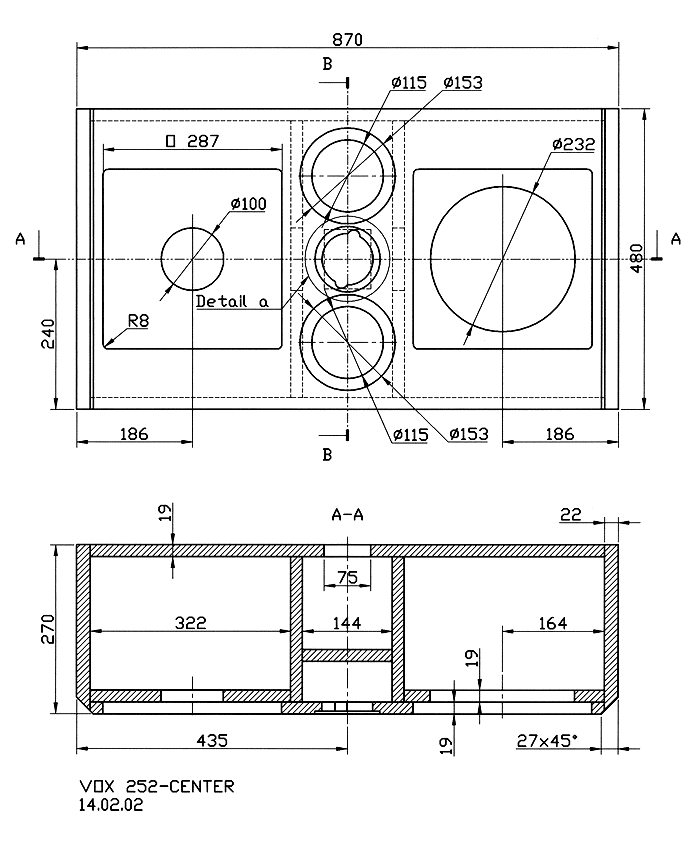 870
B
ø115 ø153
□ 287
ø232
ø100
A
A
480
Detail a
R8
240
186
ø115 ø153
186
B
19
A-A
22
75
270
322
144
164
19
435
19
27x45°
VOX 252-CENTER
14.02.02